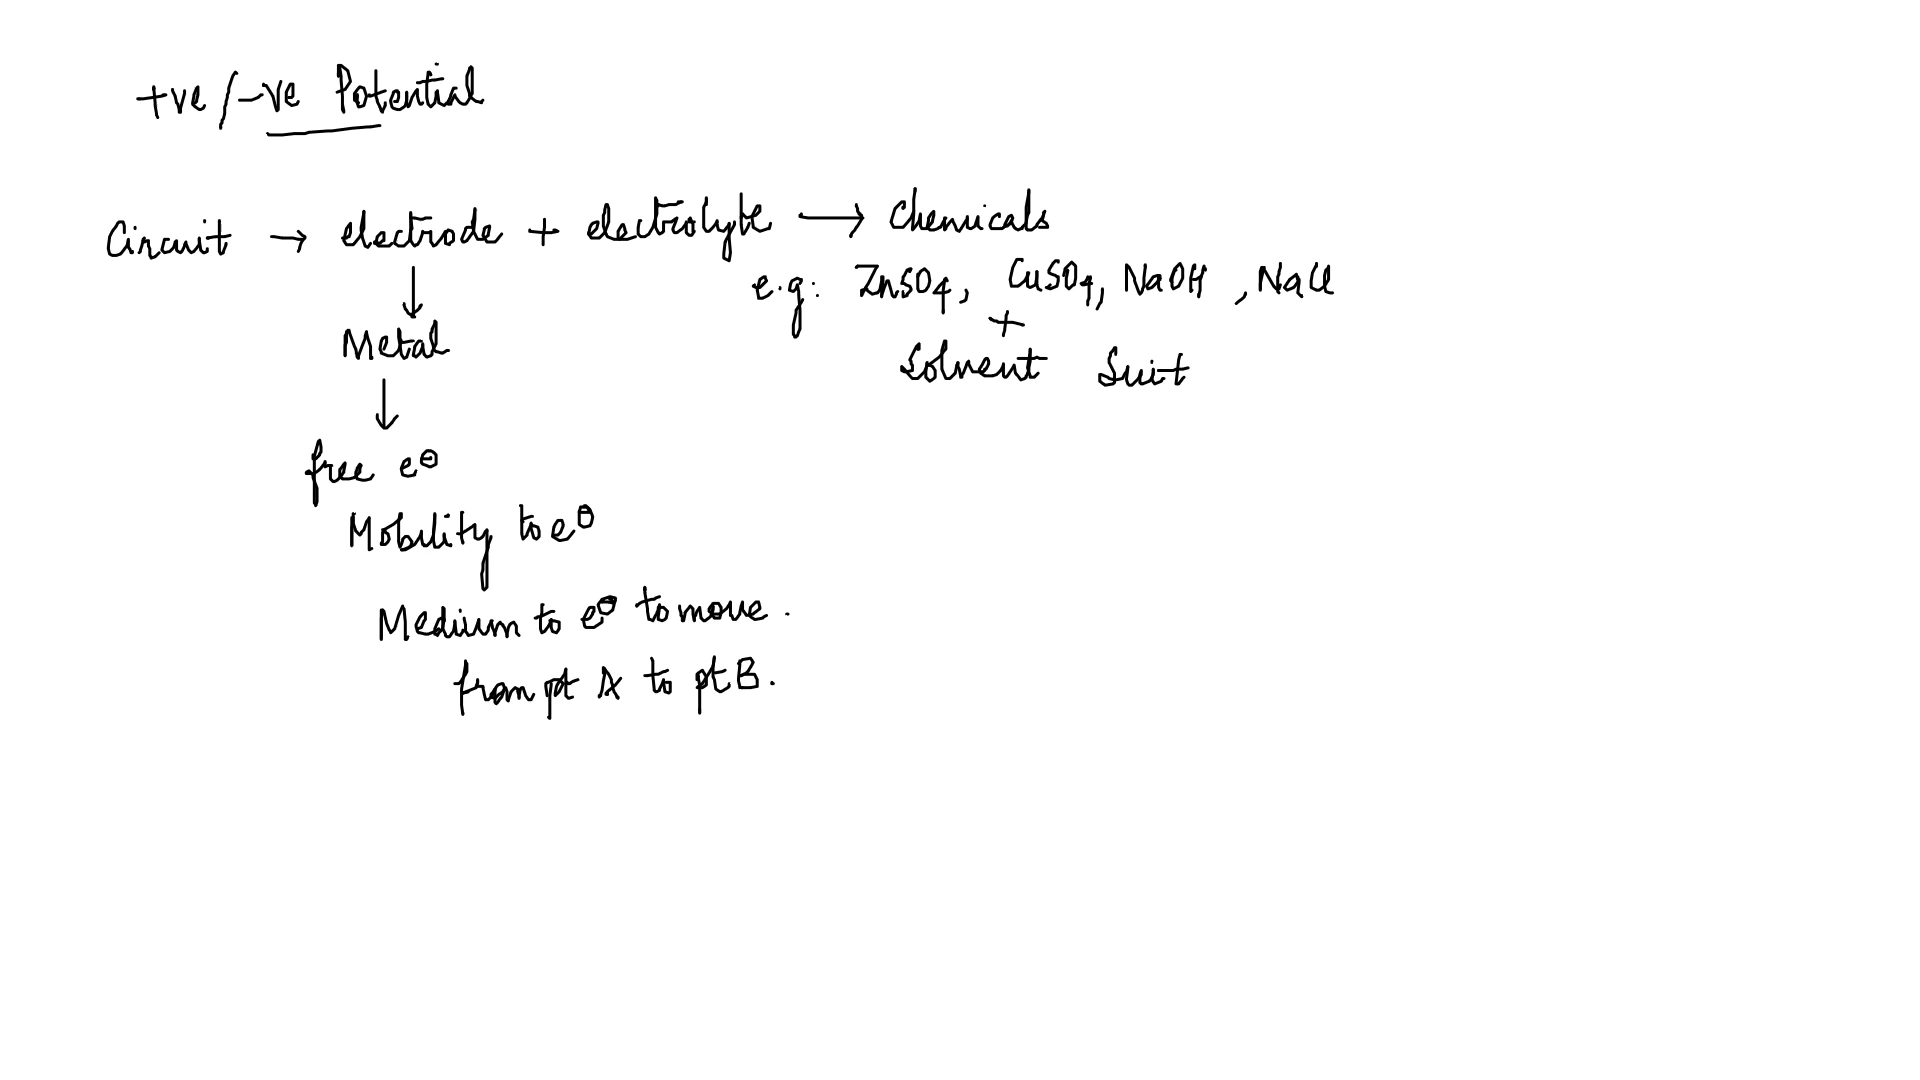 +ve/-ve Potential
Circuit → electrode + electrolyte → Chemicals
e.g: ZnSO4, CuSO4, NaOH, NaCl
↓
+
Metal
Solvent Suit
↓
free e⊖
Mobility to e⊖
Medium to e⊖ to move.
from pt A to pt B.